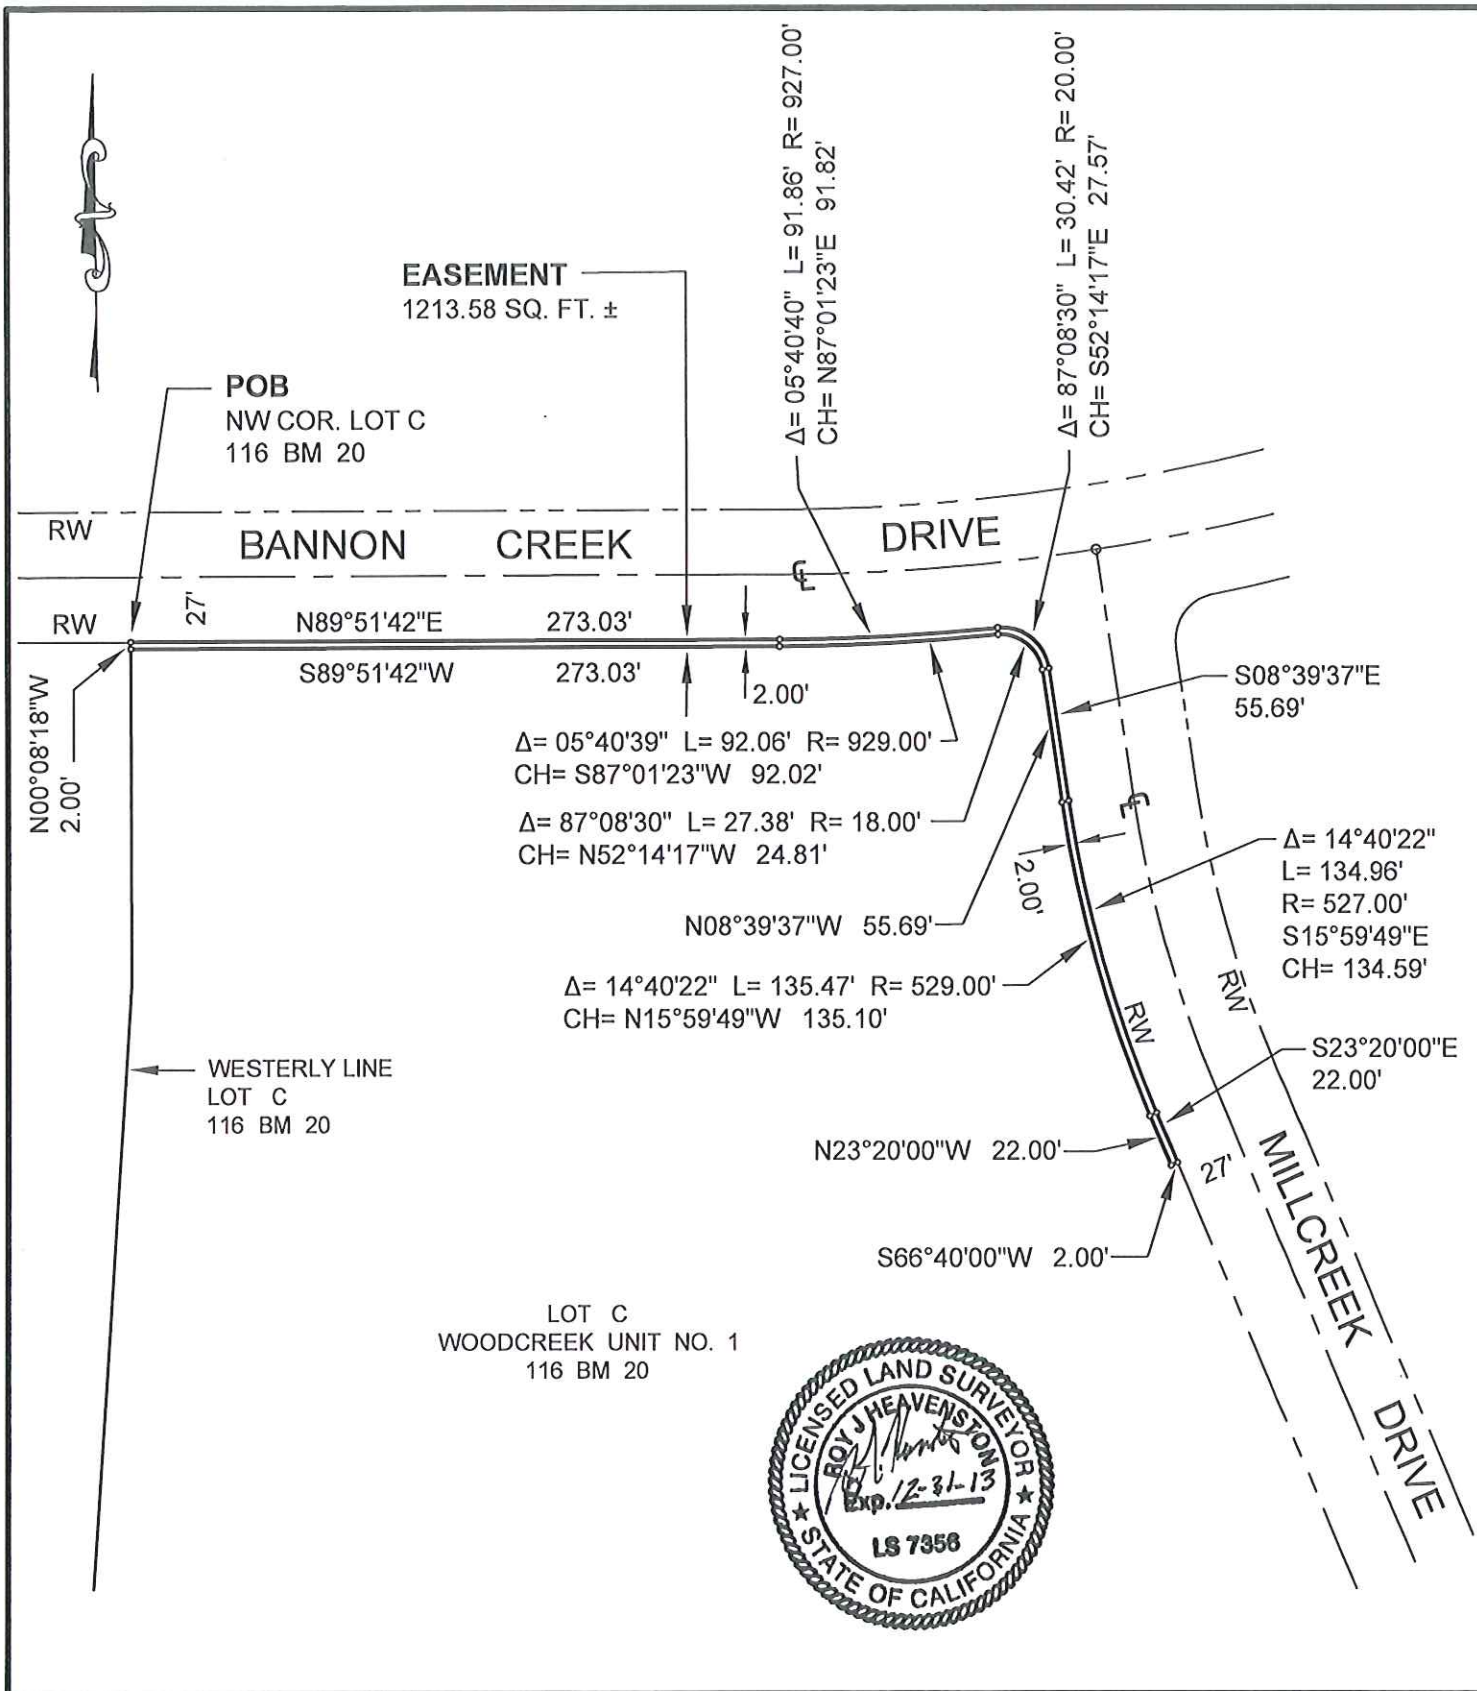 Δ= 05°40'40" L= 91.86' R= 927.00'
CH= N87°01'23"E 91.82'
Δ= 87°08'30" L= 30.42' R= 20.00'
CH= S52°14'17"E 27.57'
EASEMENT
1213.58 SQ. FT. ±
POB
NW COR. LOT C
116 BM 20
RW
BANNON CREEK DRIVE
℄
RW
27'
N89°51'42"E 273.03'
S89°51'42"W 273.03'
2.00'
N00°08'18"W
2.00'
S08°39'37"E
55.69'
Δ= 05°40'39" L= 92.06' R= 929.00'
CH= S87°01'23"W 92.02'
Δ= 87°08'30" L= 27.38' R= 18.00'
CH= N52°14'17"W 24.81'
℄
2.00'
Δ= 14°40'22"
L= 134.96'
R= 527.00'
S15°59'49"E
CH= 134.59'
N08°39'37"W 55.69'
Δ= 14°40'22" L= 135.47' R= 529.00'
CH= N15°59'49"W 135.10'
RW
RW
WESTERLY LINE
LOT C
116 BM 20
S23°20'00"E
22.00'
N23°20'00"W 22.00'
27'
MILLCREEK DRIVE
S66°40'00"W 2.00'
LOT C
WOODCREEK UNIT NO. 1
116 BM 20
LICENSED LAND SURVEYOR
ROY J HEAVENSTON
Exp. 12-31-13
LS 7356
STATE OF CALIFORNIA